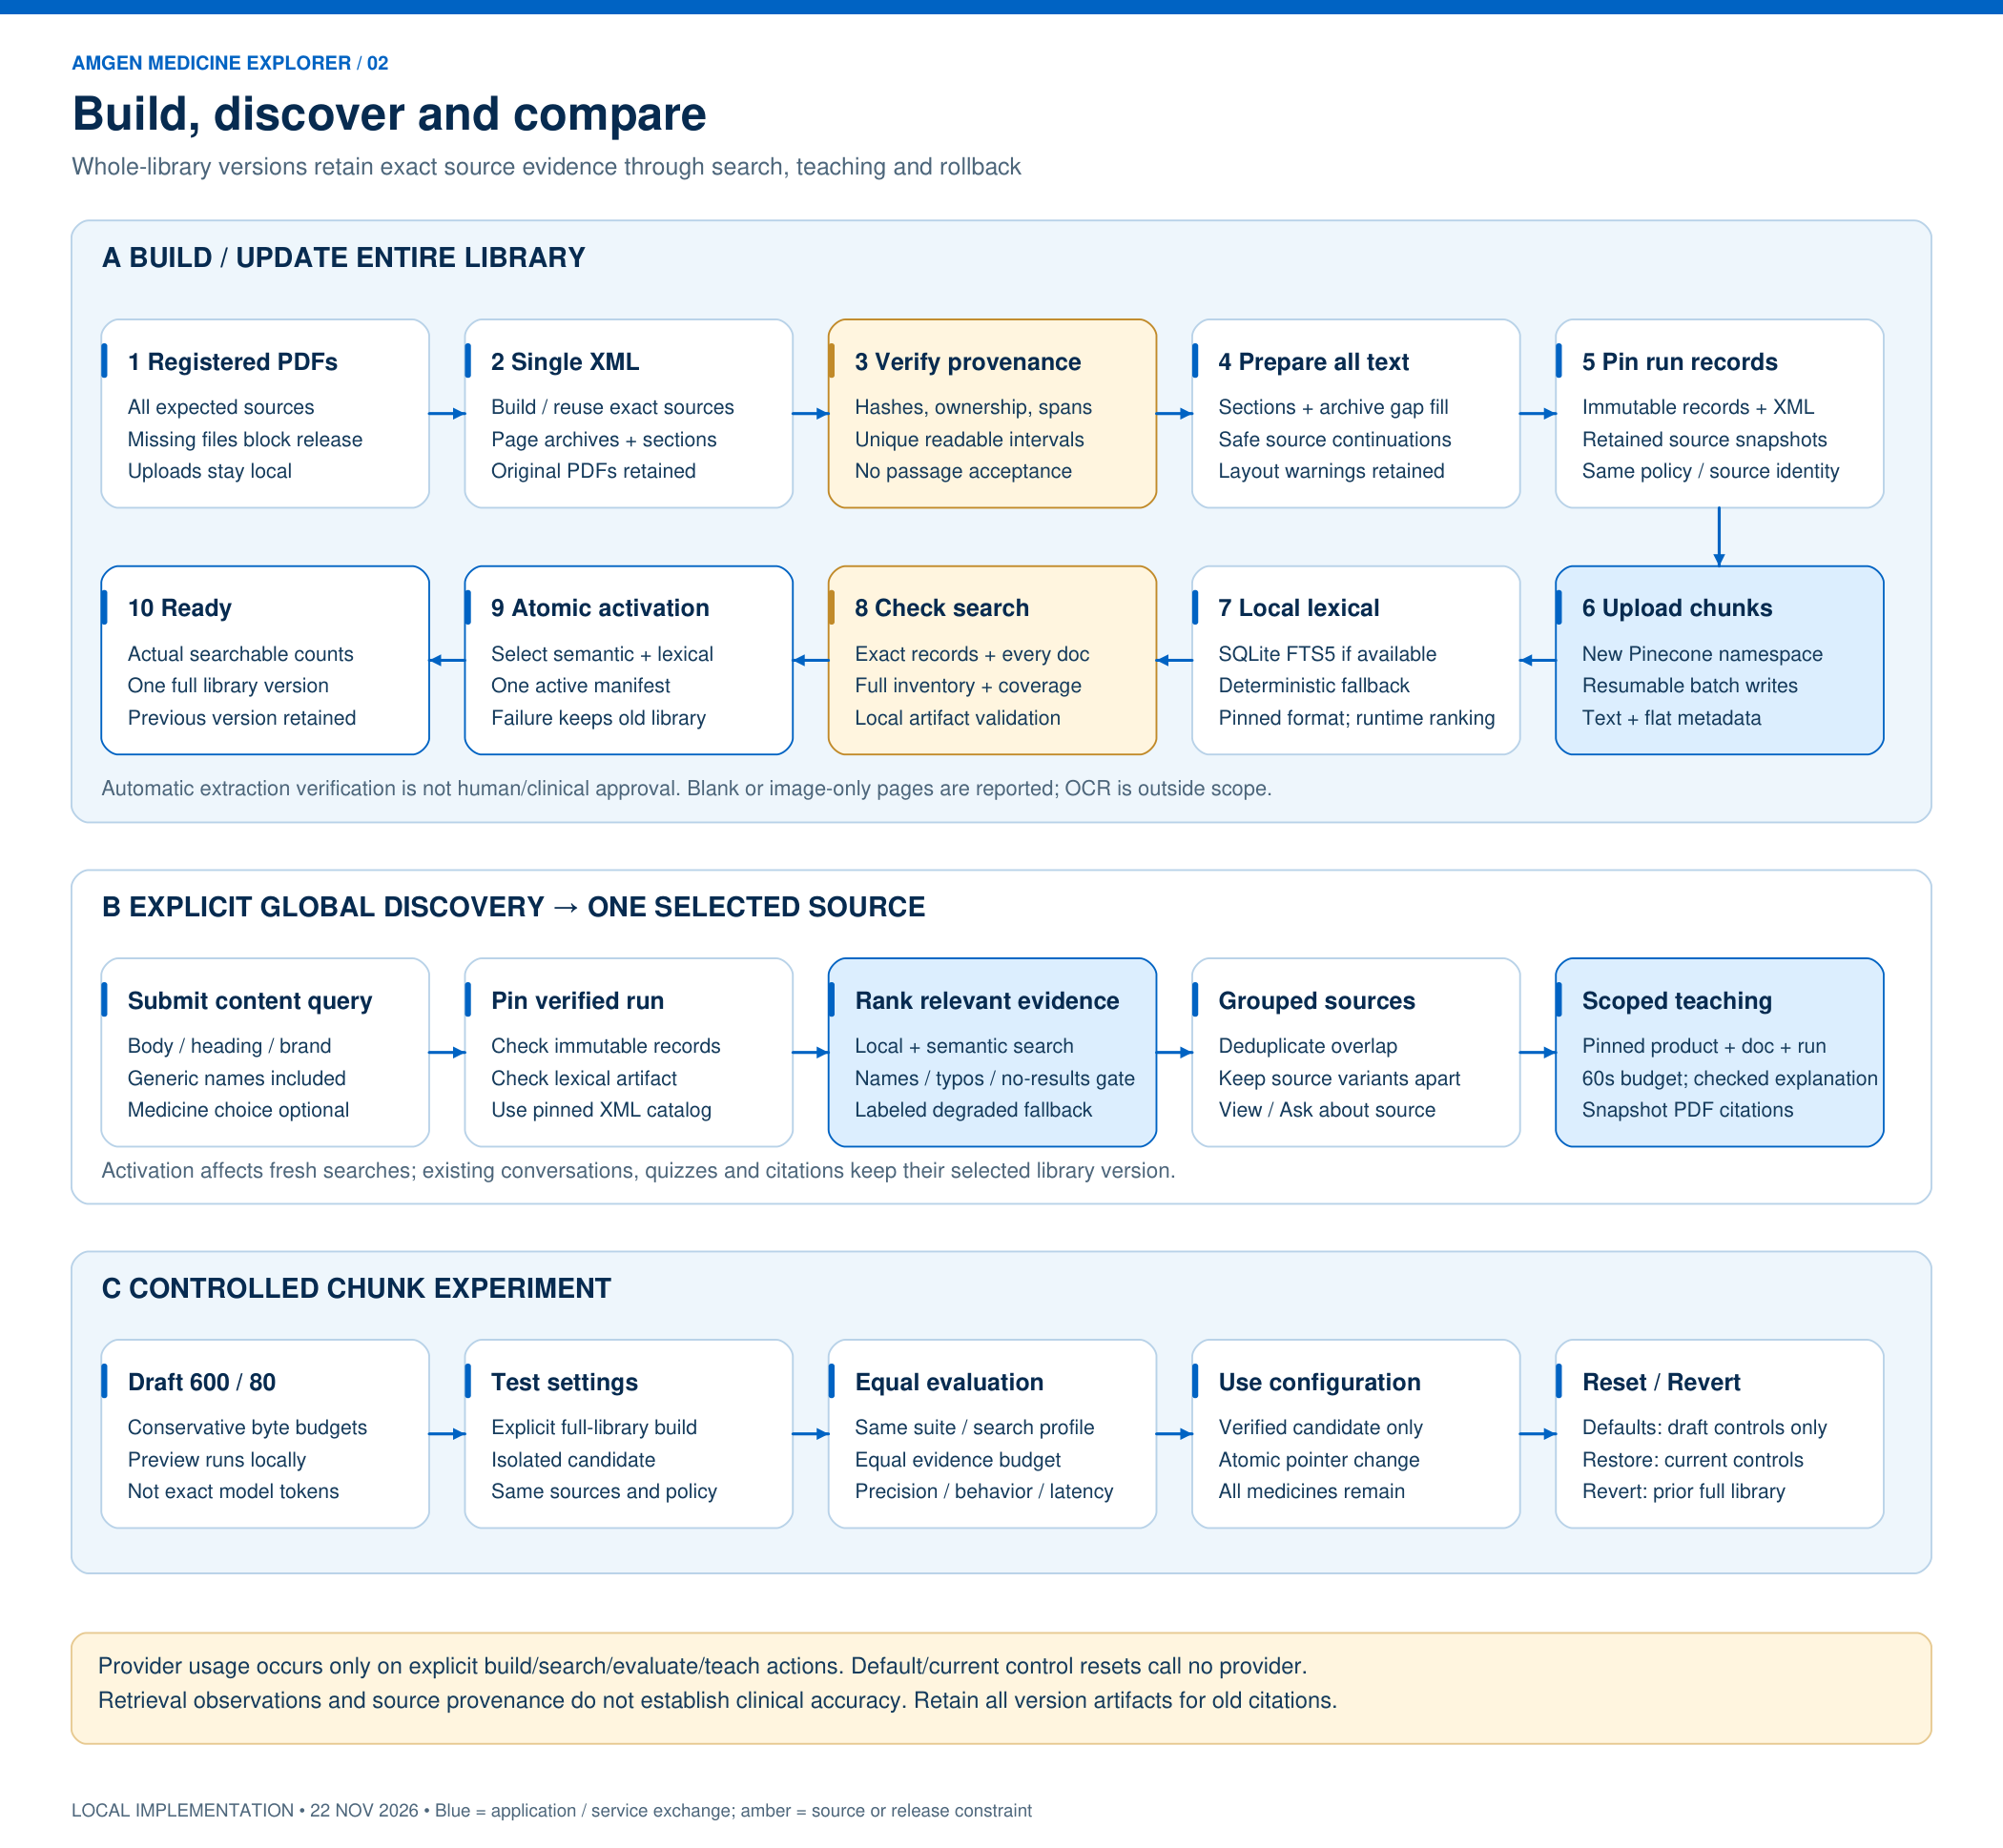 AMGEN MEDICINE EXPLORER / 02
Build, discover and compare
Whole-library versions retain exact source evidence through search, teaching and rollback
A BUILD / UPDATE ENTIRE LIBRARY
1 Registered PDFs
All expected sources
Missing files block release
Uploads stay local
2 Single XML
Build / reuse exact sources
Page archives + sections
Original PDFs retained
3 Verify provenance
Hashes, ownership, spans
Unique readable intervals
No passage acceptance
4 Prepare all text
Sections + archive gap fill
Safe source continuations
Layout warnings retained
5 Pin run records
Immutable records + XML
Retained source snapshots
Same policy / source identity
6 Upload chunks
New Pinecone namespace
Resumable batch writes
Text + flat metadata
7 Local lexical
SQLite FTS5 if available
Deterministic fallback
Pinned format; runtime ranking
8 Check search
Exact records + every doc
Full inventory + coverage
Local artifact validation
9 Atomic activation
Select semantic + lexical
One active manifest
Failure keeps old library
10 Ready
Actual searchable counts
One full library version
Previous version retained
Automatic extraction verification is not human/clinical approval. Blank or image-only pages are reported; OCR is outside scope.
B EXPLICIT GLOBAL DISCOVERY → ONE SELECTED SOURCE
Submit content query
Body / heading / brand
Generic names included
Medicine choice optional
Pin verified run
Check immutable records
Check lexical artifact
Use pinned XML catalog
Rank relevant evidence
Local + semantic search
Names / typos / no-results gate
Labeled degraded fallback
Grouped sources
Deduplicate overlap
Keep source variants apart
View / Ask about source
Scoped teaching
Pinned product + doc + run
60s budget; checked explanation
Snapshot PDF citations
Activation affects fresh searches; existing conversations, quizzes and citations keep their selected library version.
C CONTROLLED CHUNK EXPERIMENT
Draft 600 / 80
Conservative byte budgets
Preview runs locally
Not exact model tokens
Test settings
Explicit full-library build
Isolated candidate
Same sources and policy
Equal evaluation
Same suite / search profile
Equal evidence budget
Precision / behavior / latency
Use configuration
Verified candidate only
Atomic pointer change
All medicines remain
Reset / Revert
Defaults: draft controls only
Restore: current controls
Revert: prior full library
Provider usage occurs only on explicit build/search/evaluate/teach actions. Default/current control resets call no provider.
Retrieval observations and source provenance do not establish clinical accuracy. Retain all version artifacts for old citations.
LOCAL IMPLEMENTATION • 22 NOV 2026 • Blue = application / service exchange; amber = source or release constraint